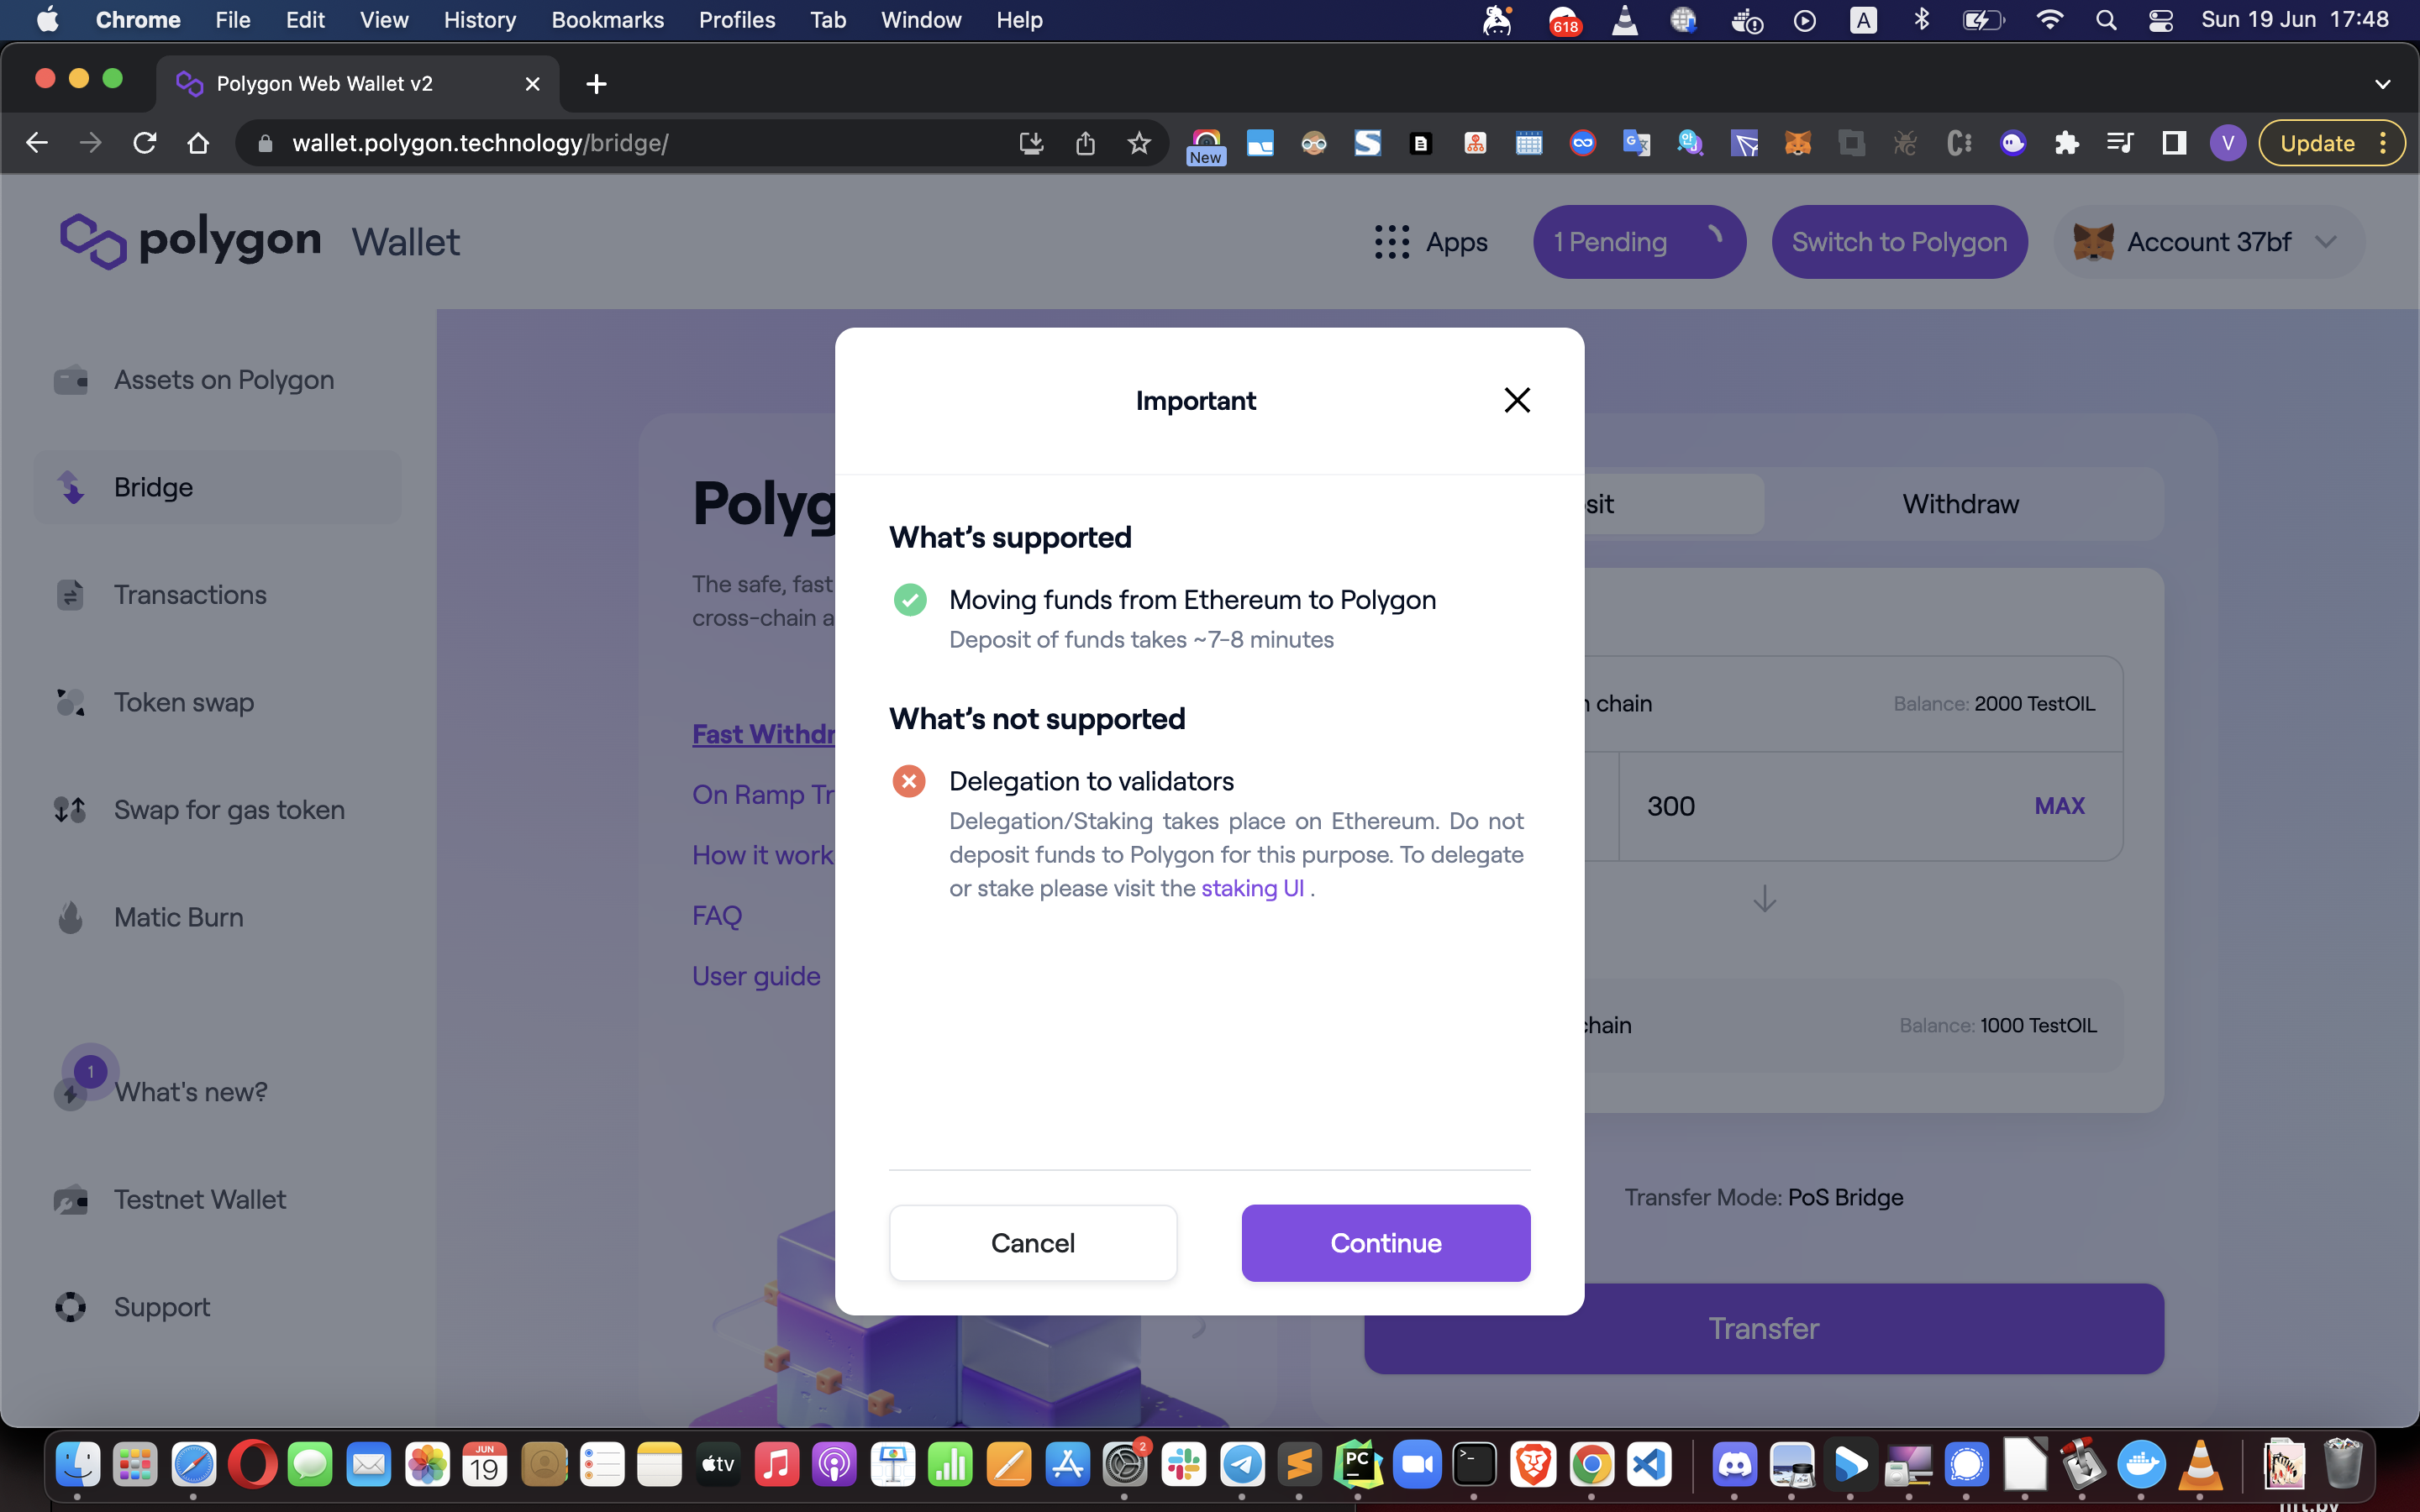 Chrome File Edit View History Bookmarks Profiles Tab Window Help
618
A
Sun 19 Jun 17:48
Polygon Web Wallet v2
wallet.polygon.technology/bridge/
New
V
Update
polygon Wallet
Apps
1 Pending
Switch to Polygon
Account 37bf
Assets on Polygon
Bridge
Transactions
Token swap
Swap for gas token
Matic Burn
1
What's new?
Testnet Wallet
Support
Polyg
The safe, fast
cross-chain a
Fast Withdr
On Ramp Tr
How it work
FAQ
User guide
Important
What's supported
Moving funds from Ethereum to Polygon
Deposit of funds takes ~7-8 minutes
What's not supported
Delegation to validators
Delegation/Staking takes place on Ethereum. Do not
deposit funds to Polygon for this purpose. To delegate
or stake please visit the staking UI .
Cancel
Continue
sit
Withdraw
chain
Balance: 2000 TestOIL
300
MAX
chain
Balance: 1000 TestOIL
Transfer Mode: PoS Bridge
Transfer
JUN
19
tv
2
PC
nft.by